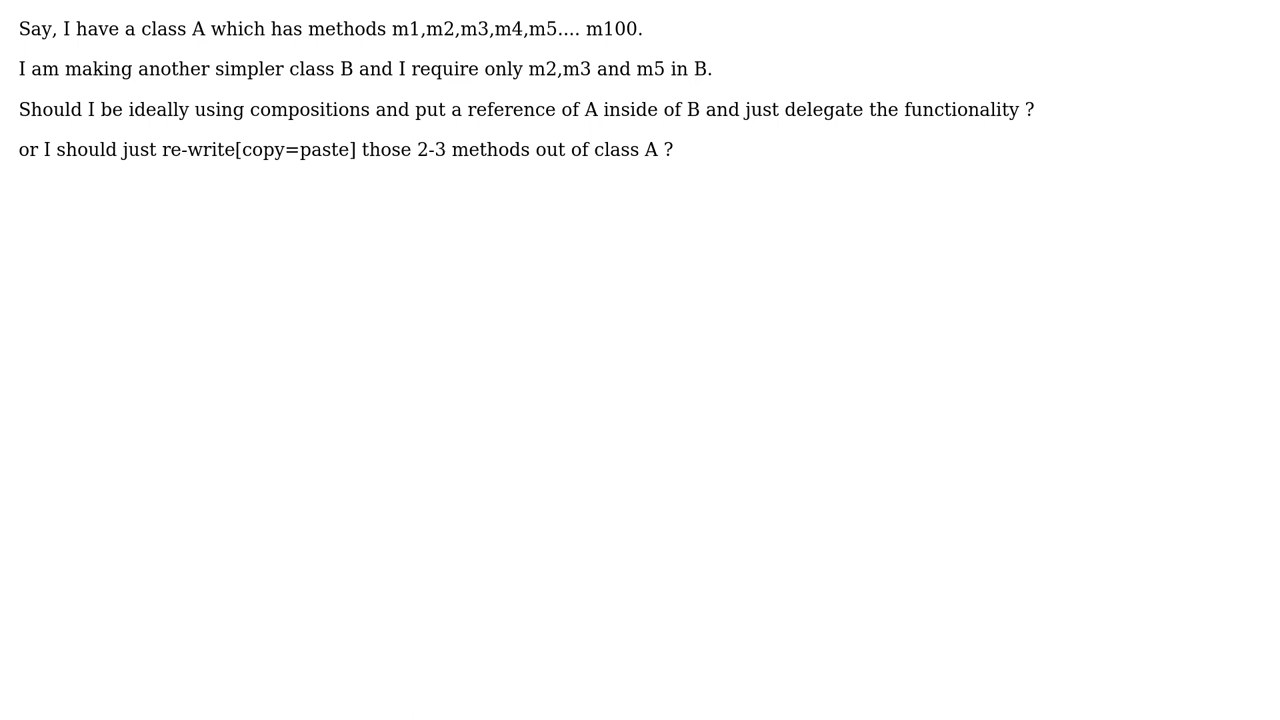 Say, I have a class A which has methods m1,m2,m3,m4,m5.... m100.
I am making another simpler class B and I require only m2,m3 and m5 in B.
Should I be ideally using compositions and put a reference of A inside of B and just delegate the functionality ?
or I should just re-write[copy=paste] those 2-3 methods out of class A ?